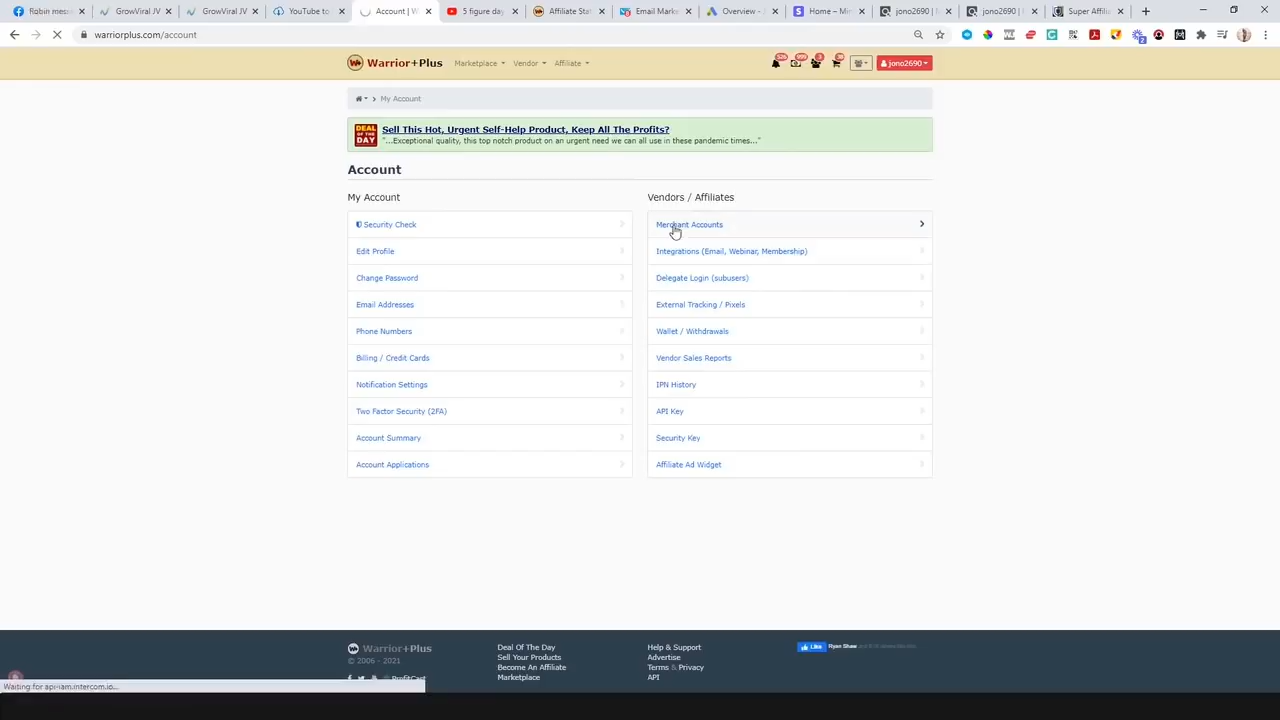 Robin mess
GrowViral JV
GrowViral JV
YouTube to
Account | W
5 figure day
Affiliate Sta
Email Mark
Overview -
Home – Min
jono2690 |
jono2690 |
Super Affilia
warriorplus.com/account
Warrior+Plus
Marketplace
Vendor
Affiliate
jono2690
My Account
DEAL OF THE DAY
Sell This Hot, Urgent Self-Help Product, Keep All The Profits?
"...Exceptional quality, this top notch product on an urgent need we can all use in these pandemic times..."
Account
My Account
Security Check
Edit Profile
Change Password
Email Addresses
Phone Numbers
Billing / Credit Cards
Notification Settings
Two Factor Security (2FA)
Account Summary
Account Applications
Vendors / Affiliates
Merchant Accounts
Integrations (Email, Webinar, Membership)
Delegate Login (subusers)
External Tracking / Pixels
Wallet / Withdrawals
Vendor Sales Reports
IPN History
API Key
Security Key
Affiliate Ad Widget
Warrior+Plus
© 2006 - 2021
ProfitCast
Deal Of The Day
Sell Your Products
Become An Affiliate
Marketplace
Help & Support
Advertise
Terms & Privacy
API
Like
Ryan Shaw and
Waiting for api-iam.intercom.io...